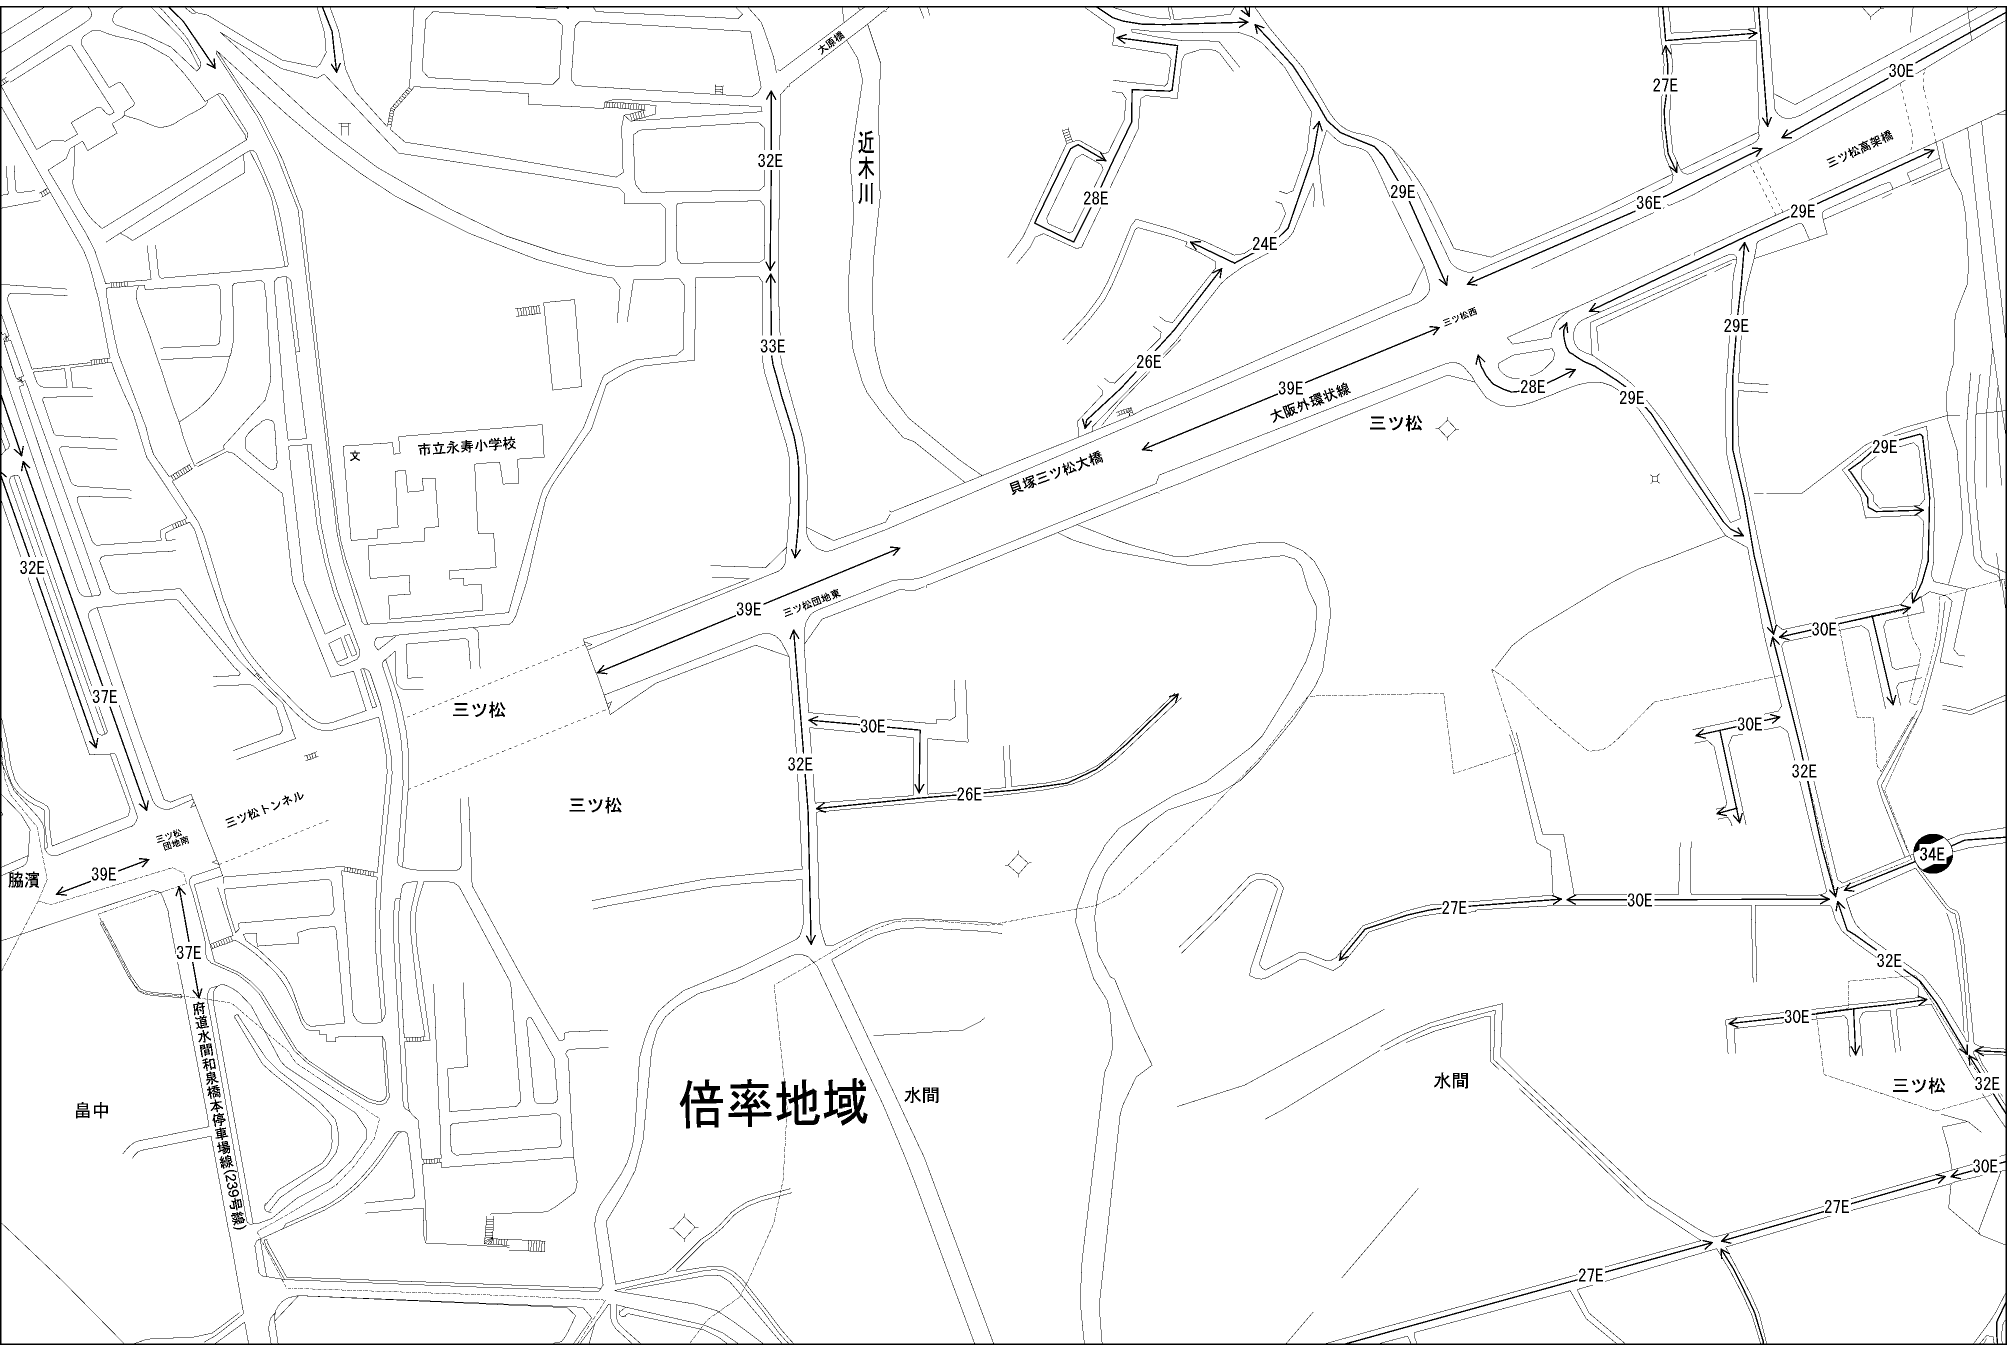 大原橋
30E
27E
近木川
32E
三ツ松高架橋
28E
29E
36E
29E
24E
三ツ松西
29E
33E
26E
39E
大阪外環状線
28E
29E
三ツ松
市立永寿小学校
文
29E
貝塚三ツ松大橋
32E
39E
三ツ松団地東
30E
37E
三ツ松
30E
30E
32E
32E
26E
三ツ松
三ツ松トンネル
三ツ松
団地南
34E
39E
脇濱
27E
30E
37E
32E
府道水間和泉橋本停車場線(239号線)
30E
32E
三ツ松
水間
水間
倍率地域
畠中
30E
27E
27E